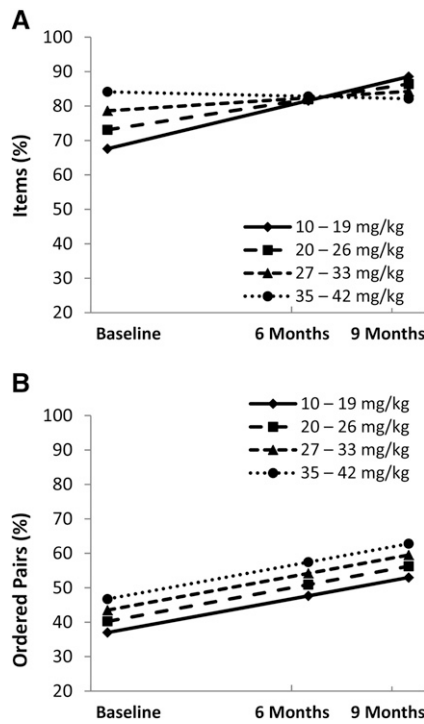 A
100
90
80
70
60
50
40
30
20
Items (%)
10 – 19 mg/kg
20 – 26 mg/kg
27 – 33 mg/kg
35 – 42 mg/kg
Baseline 6 Months 9 Months
B
100
90
80
70
60
50
40
30
20
Ordered Pairs (%)
10 – 19 mg/kg
20 – 26 mg/kg
27 – 33 mg/kg
35 – 42 mg/kg
Baseline 6 Months 9 Months